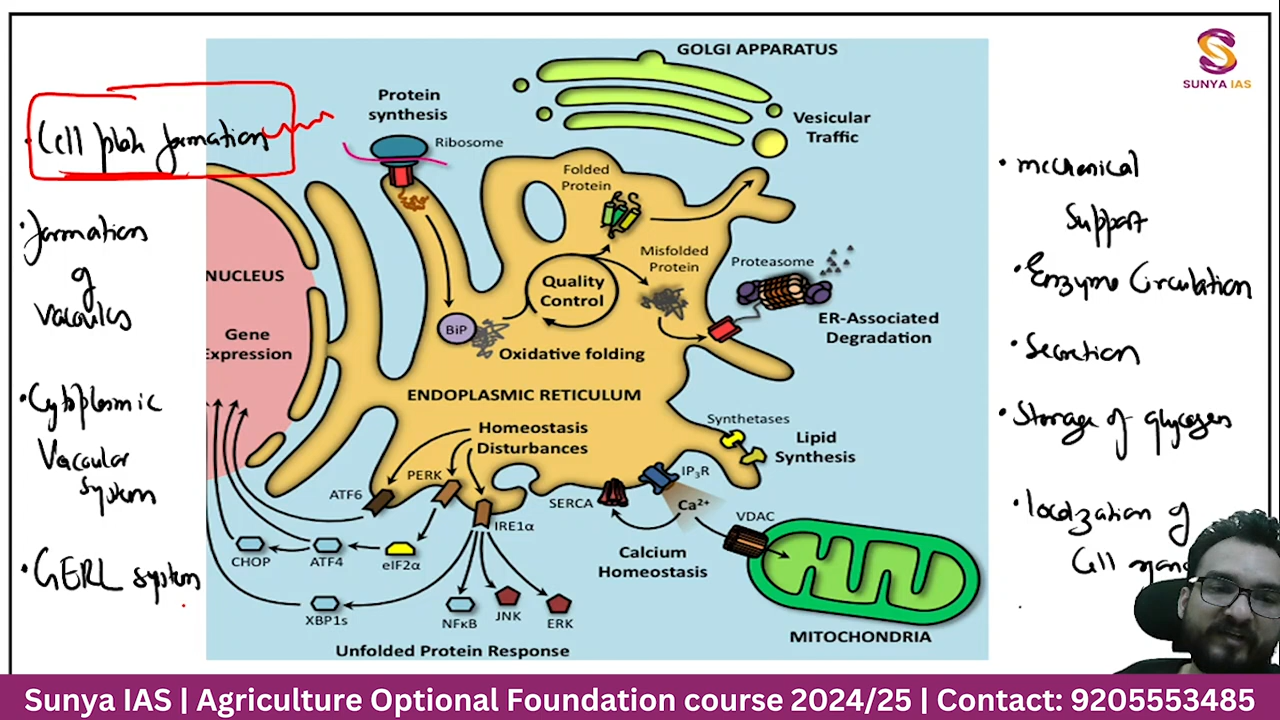 GOLGI APPARATUS
SUNYA IAS
Protein
synthesis
Ribosome
Vesicular
Traffic
Cell plate formation
Formation
of
vacuoles
Cytoplasmic
Vacuolar
System
GERL system
Folded
Protein
Misfolded
Protein
Proteasome
NUCLEUS
Quality
Control
ER-Associated
Degradation
Gene
Expression
BiP
Oxidative folding
ENDOPLASMIC RETICULUM
Homeostasis
Disturbances
Synthetases
Lipid
Synthesis
PERK
ATF6
IRE1α
SERCA
IP₃R
Ca²⁺
VDAC
CHOP
ATF4
eIF2α
Calcium
Homeostasis
XBP1s
NFκB
JNK
ERK
MITOCHONDRIA
Unfolded Protein Response
mechanical
Support
Enzyme Circulation
Secretion
Storage of glycogen
localization of
Cell
Sunya IAS | Agriculture Optional Foundation course 2024/25 | Contact: 9205553485